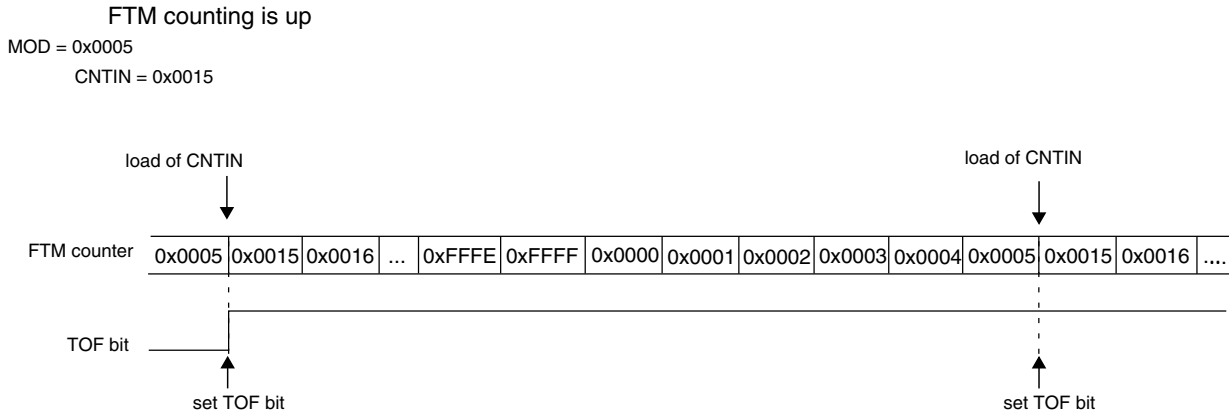 FTM counting is up
MOD = 0x0005
CNTIN = 0x0015
load of CNTIN load of CNTIN
FTM counter 0x0005 0x0015 0x0016 ... 0xFFFE 0xFFFF 0x0000 0x0001 0x0002 0x0003 0x0004 0x0005 0x0015 0x0016 ....
TOF bit
set TOF bit set TOF bit